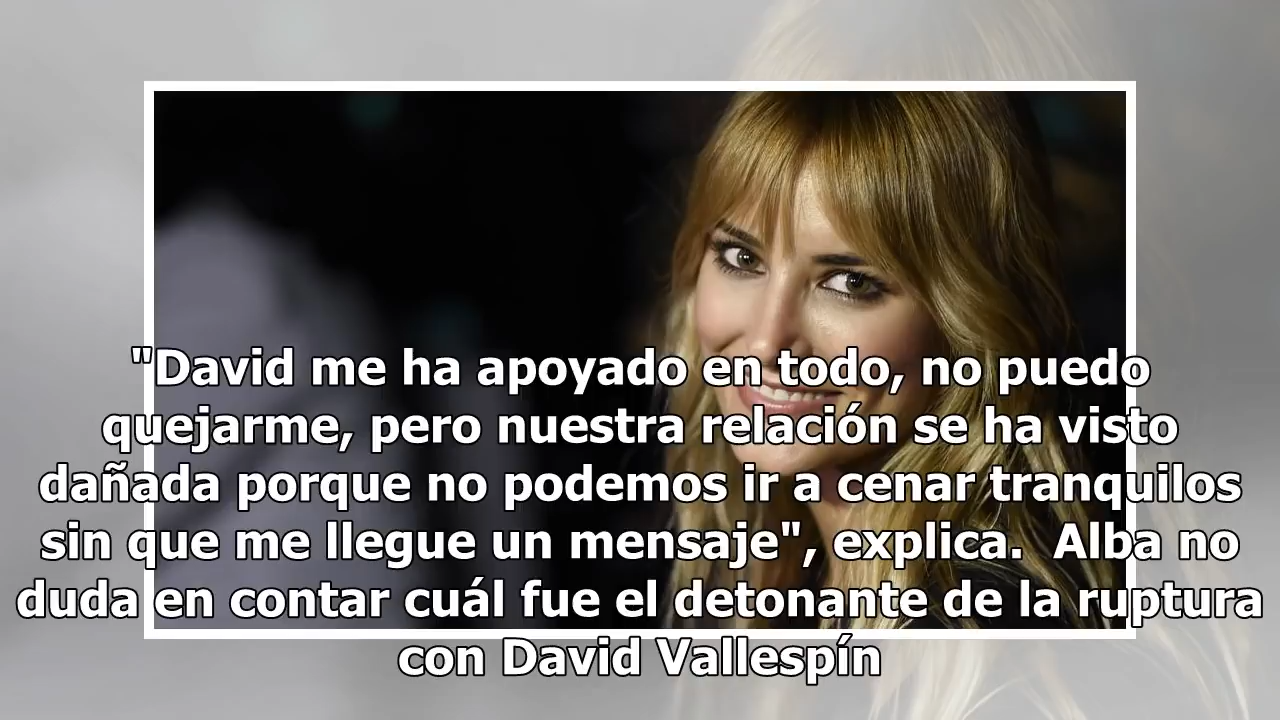 "David me ha apoyado en todo, no puedo
quejarme, pero nuestra relación se ha visto
dañada porque no podemos ir a cenar tranquilos
sin que me llegue un mensaje", explica.  Alba no
duda en contar cuál fue el detonante de la ruptura
con David Vallespín